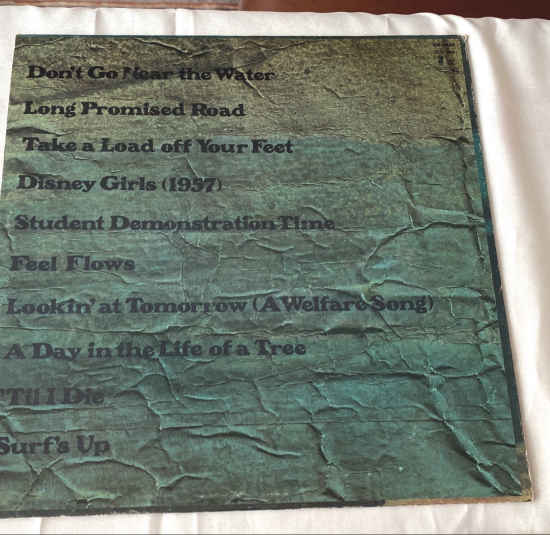 Don't Go Near the Water
Long Promised Road
Take a Load off Your Feet
Disney Girls (1957)
Student Demonstration Time
Feel Flows
Lookin' at Tomorrow (A Welfare Song)
A Day in the Life of a Tree
'Til I Die
Surf's Up